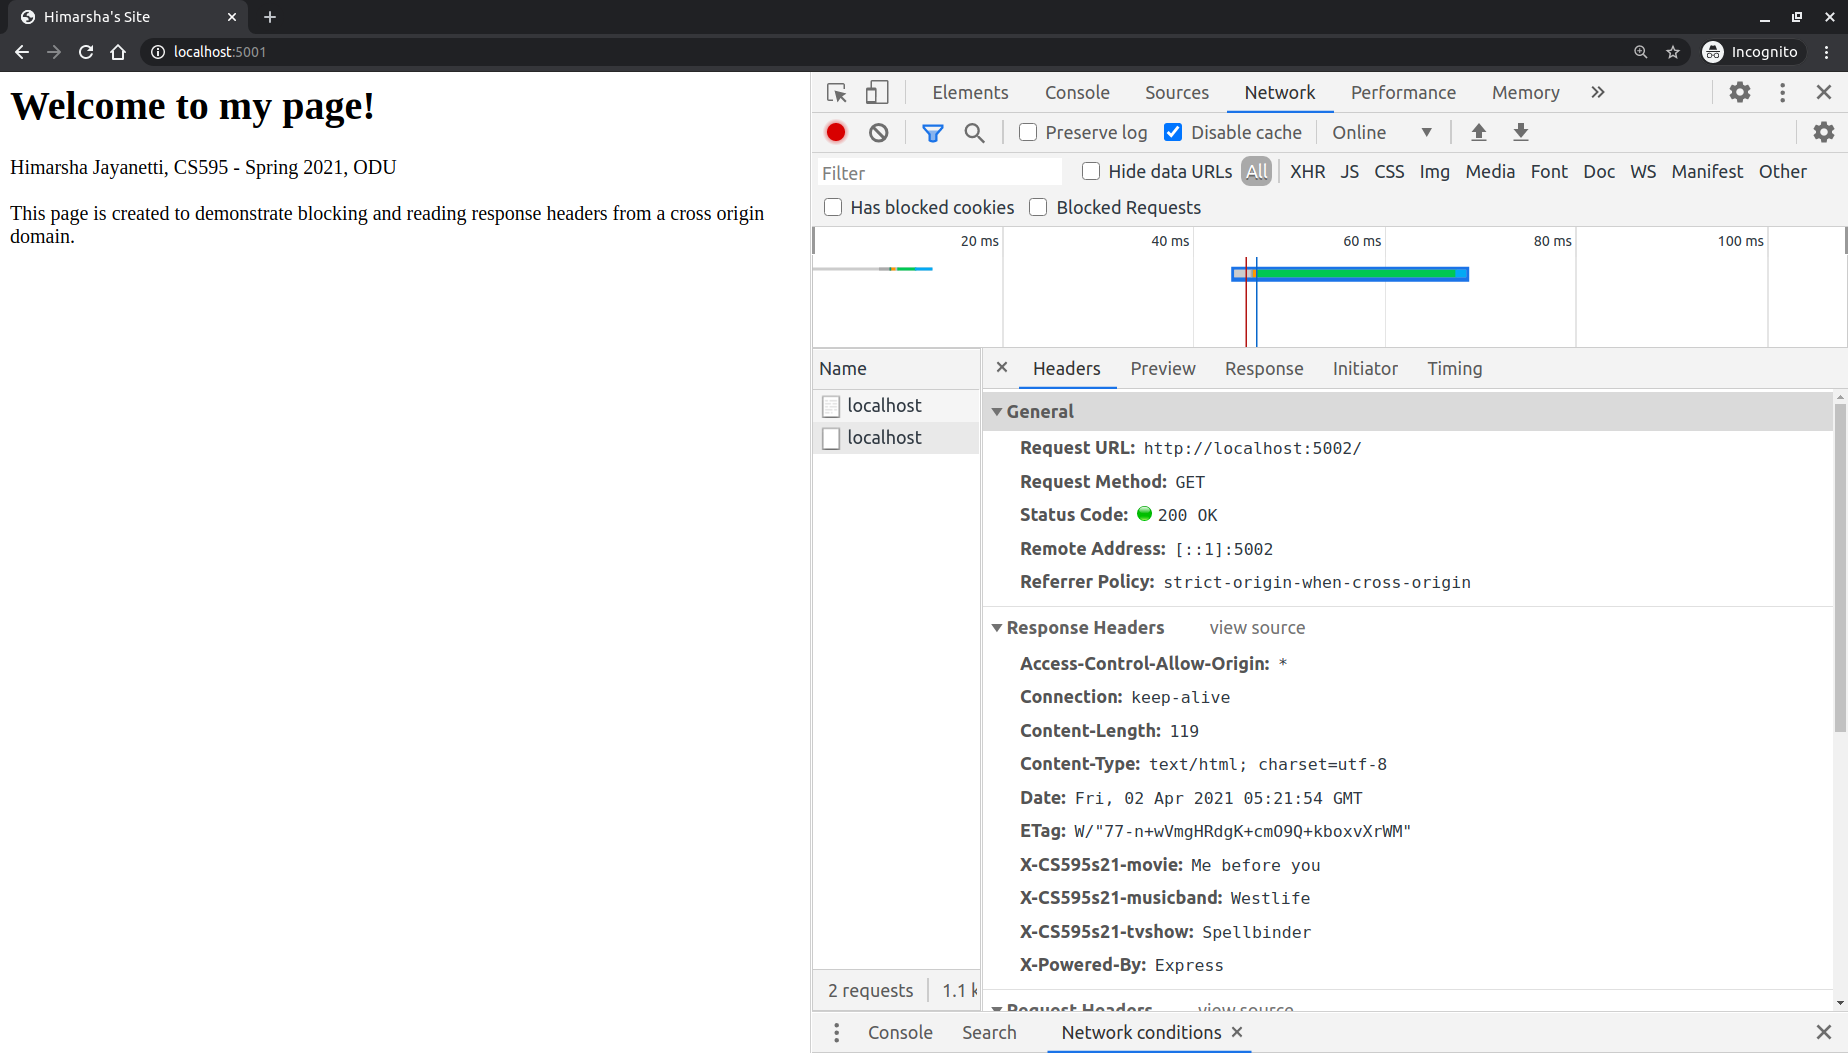 Himarsha's Site
localhost:5001
Incognito
Welcome to my page!
Himarsha Jayanetti, CS595 - Spring 2021, ODU
This page is created to demonstrate blocking and reading response headers from a cross origin
domain.
Elements Console Sources Network Performance Memory
Preserve log Disable cache Online
Filter Hide data URLs All XHR JS CSS Img Media Font Doc WS Manifest Other
Has blocked cookies Blocked Requests
20 ms 40 ms 60 ms 80 ms 100 ms
Name
localhost
localhost
2 requests 1.1 k
Headers Preview Response Initiator Timing
General
Request URL: http://localhost:5002/
Request Method: GET
Status Code: 200 OK
Remote Address: [::1]:5002
Referrer Policy: strict-origin-when-cross-origin
Response Headers view source
Access-Control-Allow-Origin: *
Connection: keep-alive
Content-Length: 119
Content-Type: text/html; charset=utf-8
Date: Fri, 02 Apr 2021 05:21:54 GMT
ETag: W/"77-n+wVmgHRdgK+cmO9Q+kboxvXrWM"
X-CS595s21-movie: Me before you
X-CS595s21-musicband: Westlife
X-CS595s21-tvshow: Spellbinder
X-Powered-By: Express
Request Headers view source
Console Search Network conditions